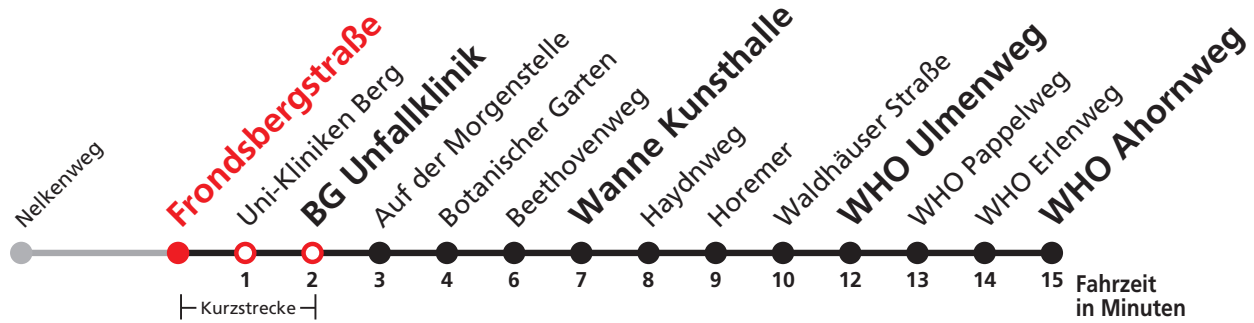 Nelkenweg
Frondsbergstraße
Uni-Kliniken Berg
BG Unfallklinik
Auf der Morgenstelle
Botanischer Garten
Beethovenweg
Wanne Kunsthalle
Haydnweg
Horemer
Waldhäuser Straße
WHO Ulmenweg
WHO Pappelweg
WHO Erlenweg
WHO Ahornweg
1 2 3 4 6 7 8 9 10 12 13 14 15
Fahrzeit
in Minuten
Kurzstrecke